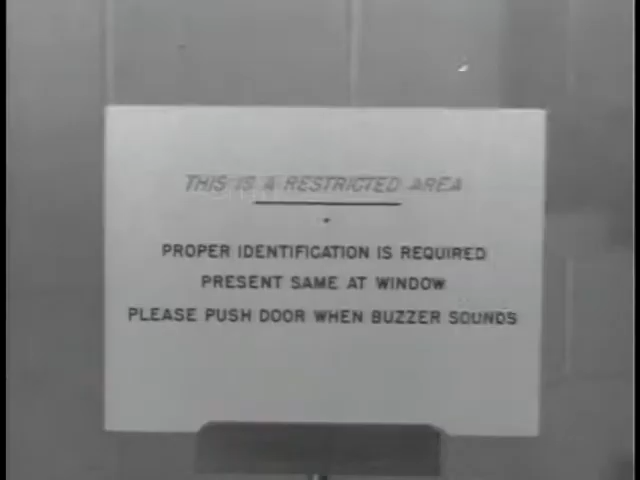 THIS IS A RESTRICTED AREA
PROPER IDENTIFICATION IS REQUIRED
PRESENT SAME AT WINDOW
PLEASE PUSH DOOR WHEN BUZZER SOUNDS